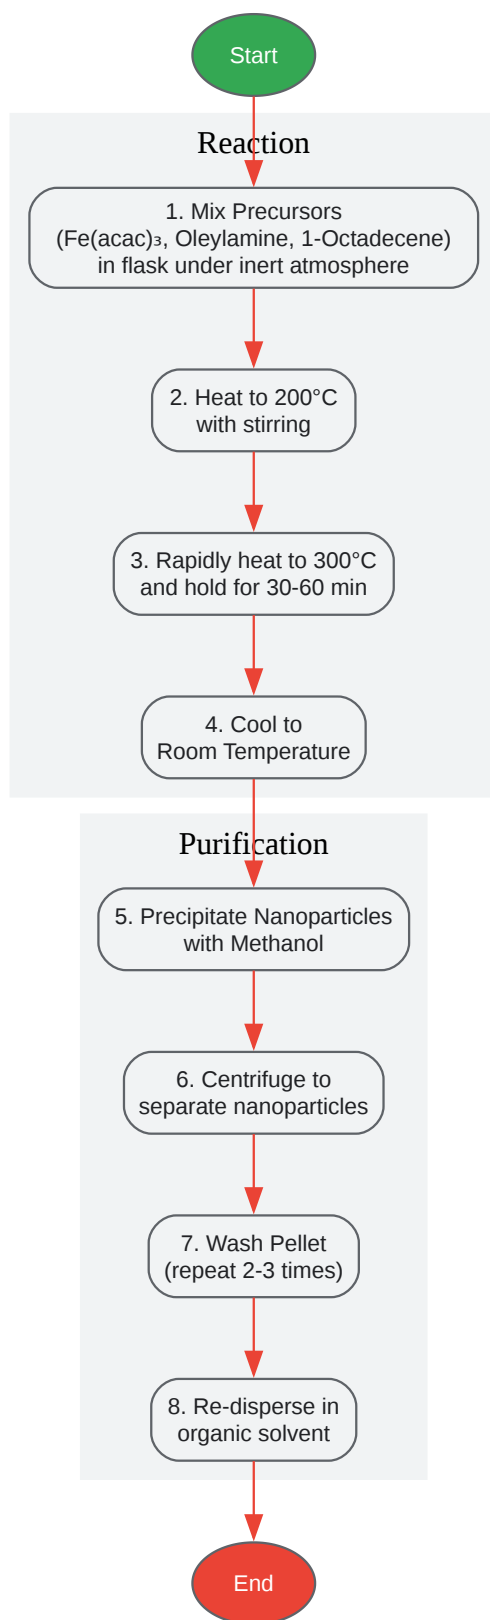 Start
Reaction
1. Mix Precursors
(Fe(acac)₃, Oleylamine, 1-Octadecene)
in flask under inert atmosphere
2. Heat to 200°C
with stirring
3. Rapidly heat to 300°C
and hold for 30-60 min
4. Cool to
Room Temperature
Purification
5. Precipitate Nanoparticles
with Methanol
6. Centrifuge to
separate nanoparticles
7. Wash Pellet
(repeat 2-3 times)
8. Re-disperse in
organic solvent
End